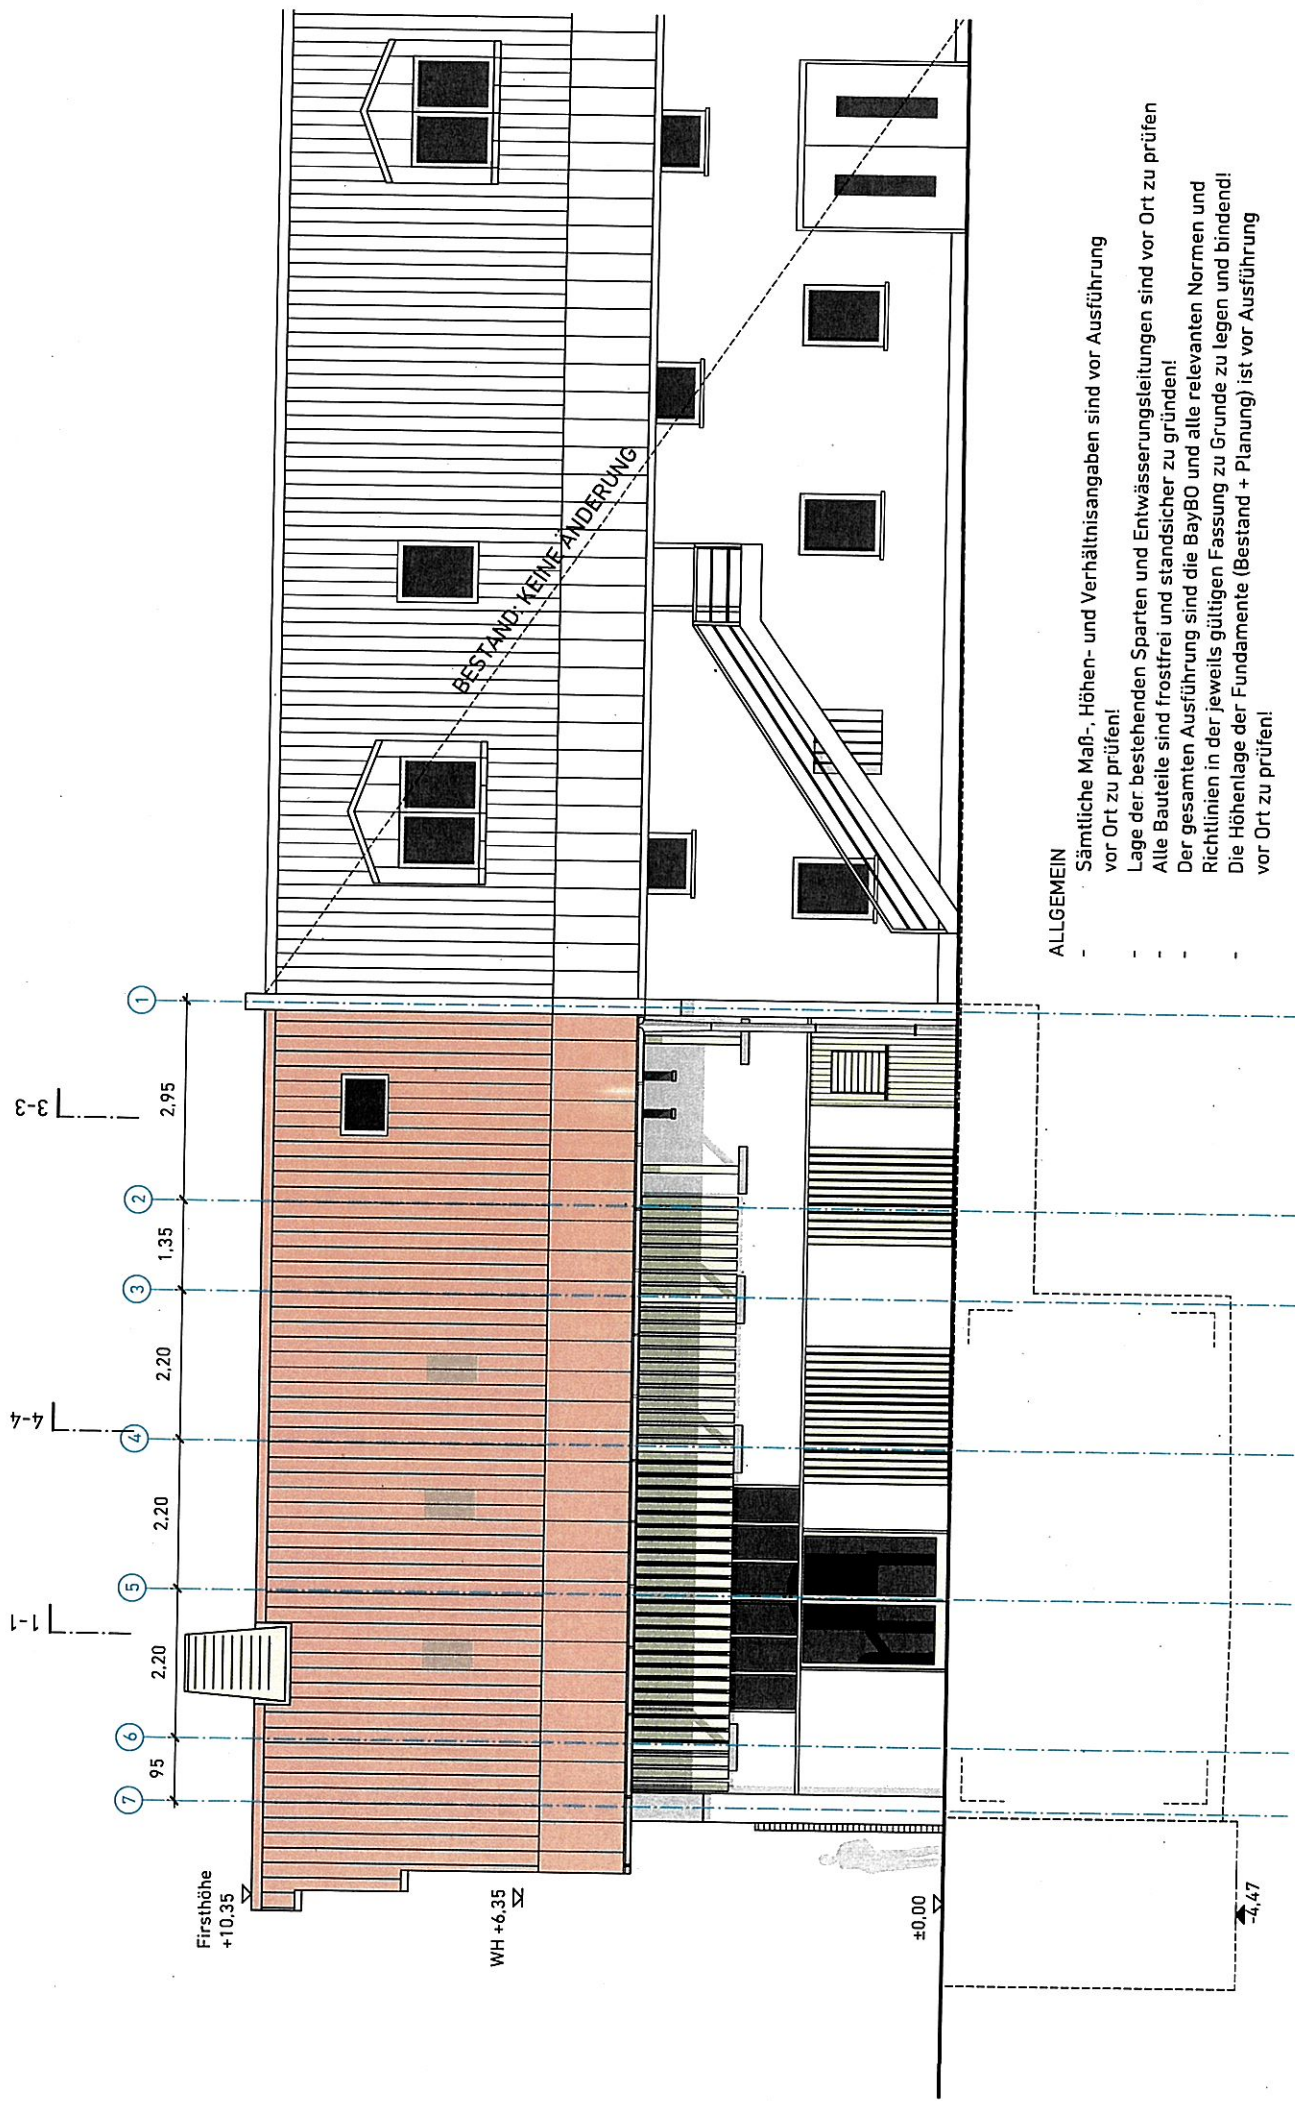 1-1
4-4
3-3
7
6
5
4
3
2
1
95
2,20
2,20
2,20
1,35
2,95
Firsthöhe
+10,35
WH +6,35
±0,00
-4,47
BESTAND: KEINE ÄNDERUNG
ALLGEMEIN
- Sämtliche Maß-, Höhen- und Verhältnisangaben sind vor Ausführung
vor Ort zu prüfen!
- Lage der bestehenden Sparten und Entwässerungsleitungen sind vor Ort zu prüfen
- Alle Bauteile sind frostfrei und standsicher zu gründen!
- Der gesamten Ausführung sind die BayBO und alle relevanten Normen und
Richtlinien in der jeweils gültigen Fassung zu Grunde zu legen und bindend!
- Die Höhenlage der Fundamente (Bestand + Planung) ist vor Ausführung
vor Ort zu prüfen!